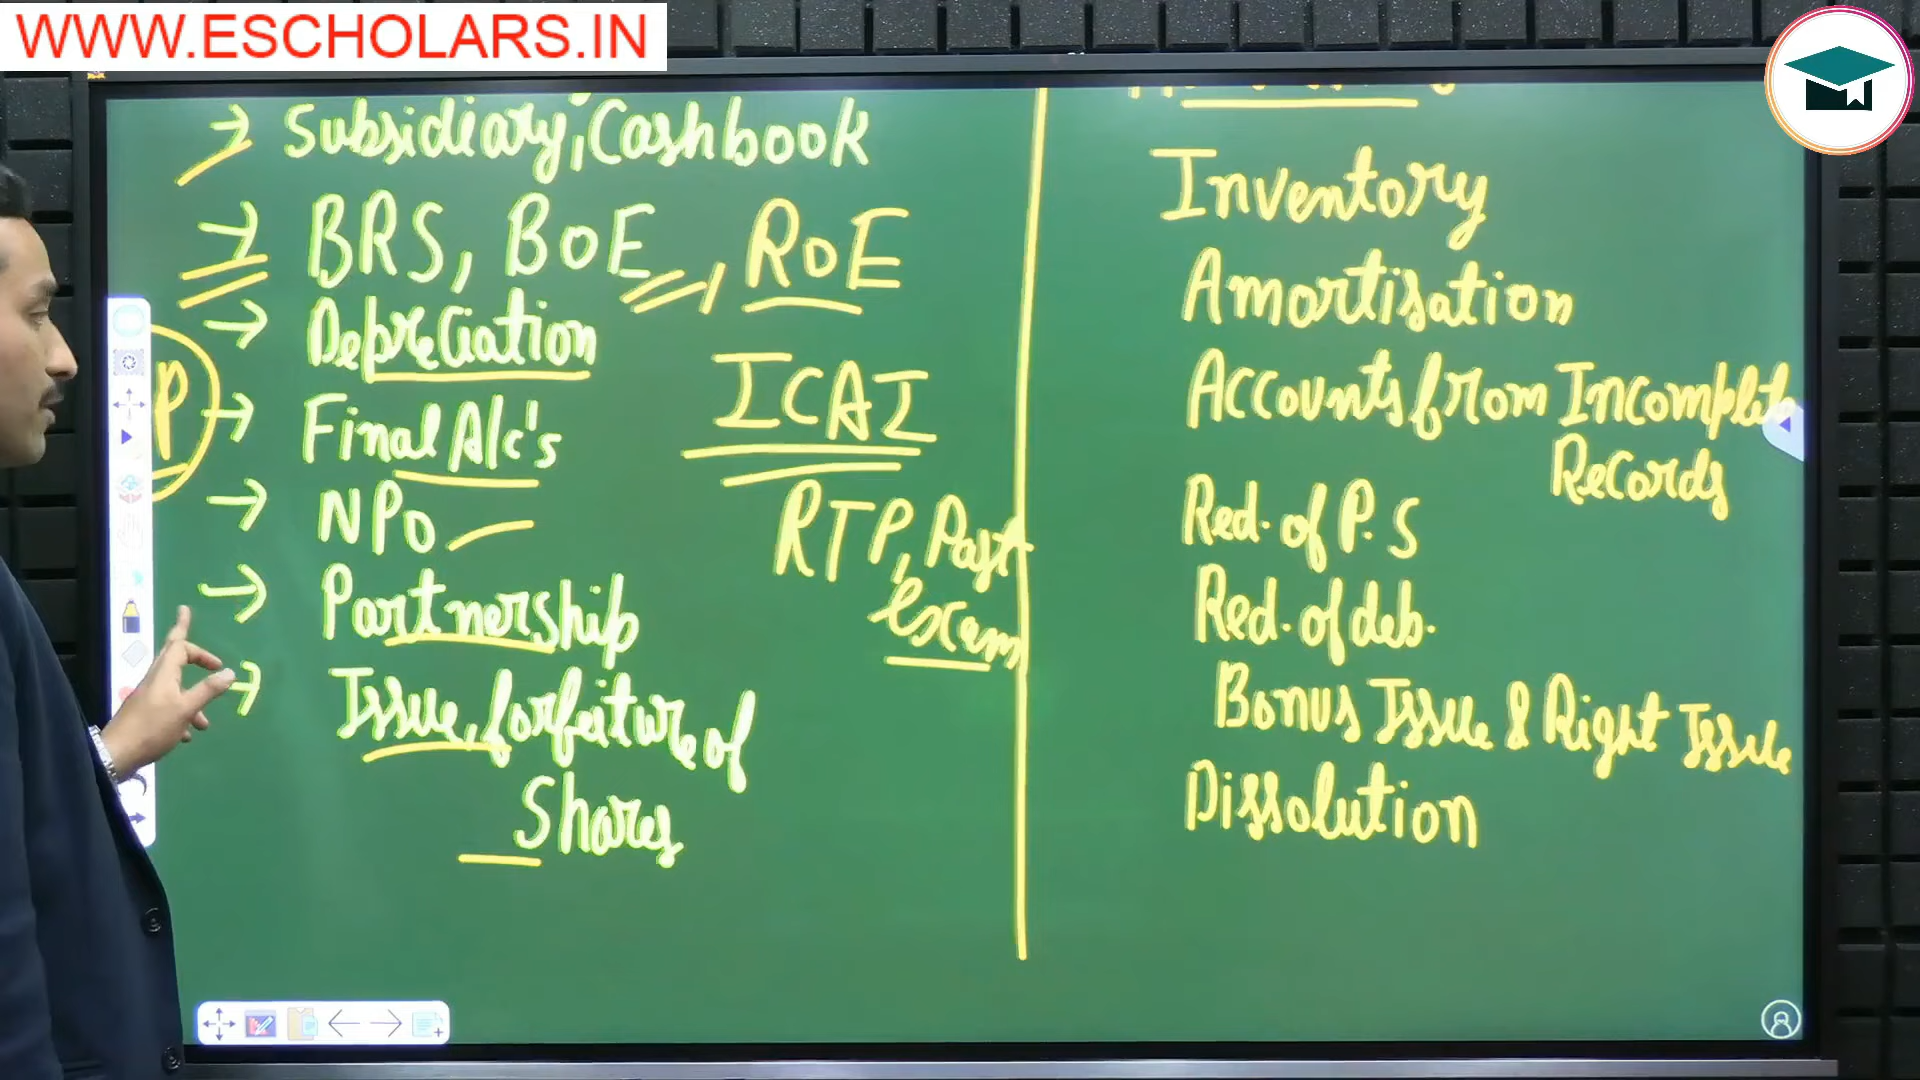 WWW.ESCHOLARS.IN
→ Subsidiary, Cashbook
→ BRS, BOE, ROE
→ Depreciation
P → Final A/c's
ICAI
→ NPO
RTP, Past
Exam
→ Partnership
→ Issue, forfeiture of
Shares
Inventory
Amortisation
Accounts from Incomplete
Records
Red. of P.S
Red. of deb.
Bonus Issue & Right Issue
Dissolution